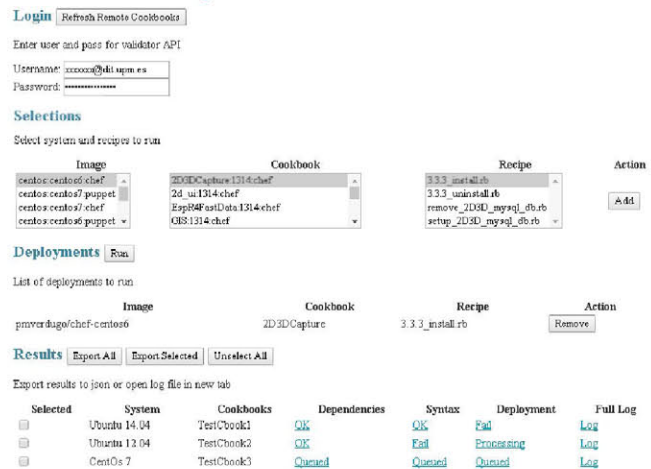 Login Refresh Remote Cookbooks
Enter user and pass for validator API
Username: xxxxxx@dit.upm.es
Password: ••••••••••••••••
Selections
Select system and recipes to run
Image Cookbook Recipe Action
centos:centos6:chef 2D3DCapture:1314:chef 3.3.3_install.rb
centos:centos7:puppet 2d_ui:1314:chef 3.3.3_uninstall.rb Add
centos:centos7:chef EspR4FastData:1314:chef remove_2D3D_mysql_db.rb
centos:centos6:puppet GIS:1314:chef setup_2D3D_mysql_db.rb
Deployments Run
List of deployments to run
Image Cookbook Recipe Action
pmverdugo/chef-centos6 2D3DCapture 3.3.3_install.rb Remove
Results Export All Export Selected Unselect All
Export results to json or open log file in new tab
Selected System Cookbooks Dependencies Syntax Deployment Full Log
Ubuntu 14.04 TestCbook1 OK OK Fail Log
Ubuntu 12.04 TestCbook2 OK Fail Processing Log
CentOs 7 TestCbook3 Queued Queued Queued Log